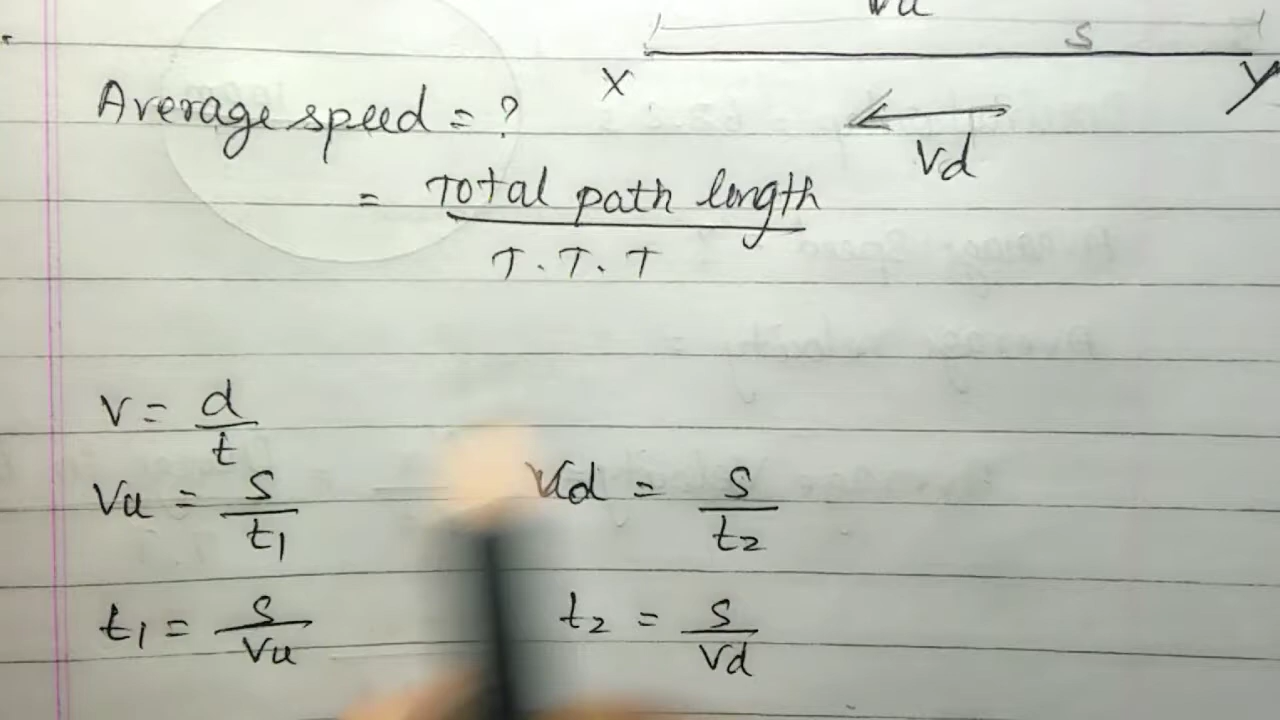 Vu
S
X Y
Average speed = ?
Vd
= Total path length
T.T.T
V = d/t
Vu = S/t1 Vd = S/t2
t1 = S/Vu t2 = S/Vd